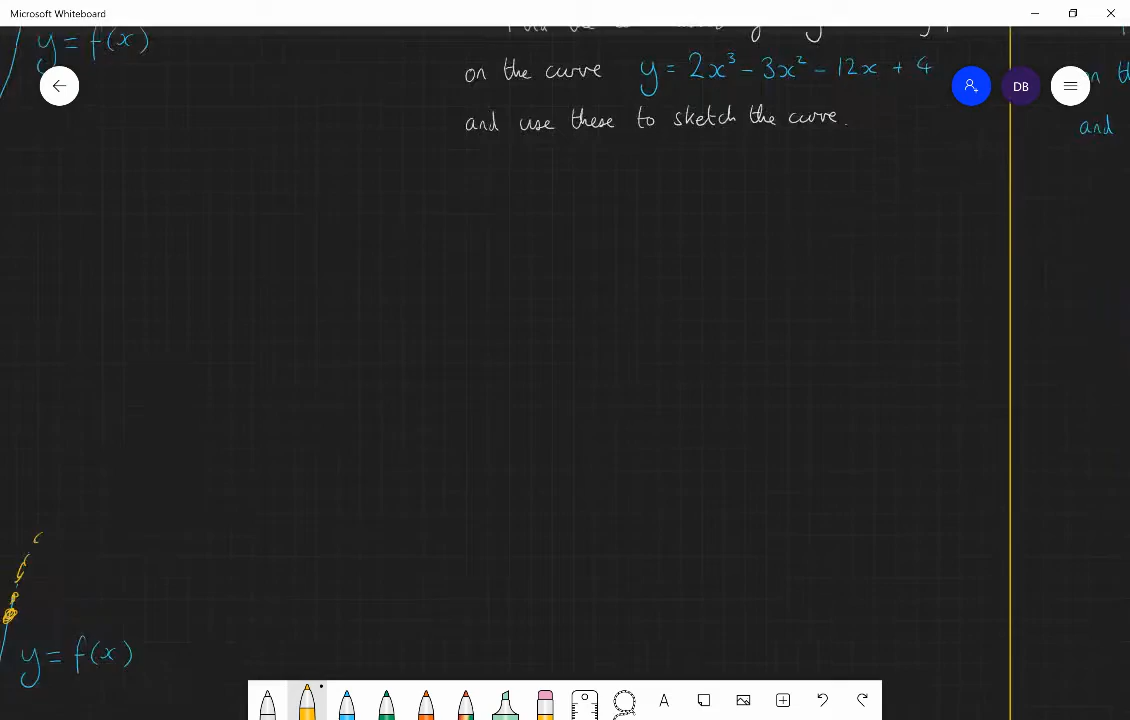 Microsoft Whiteboard
y = f(x)
on the curve y = 2x³ - 3x² - 12x + 4
and use these to sketch the curve.
DB
and
y = f(x)
A